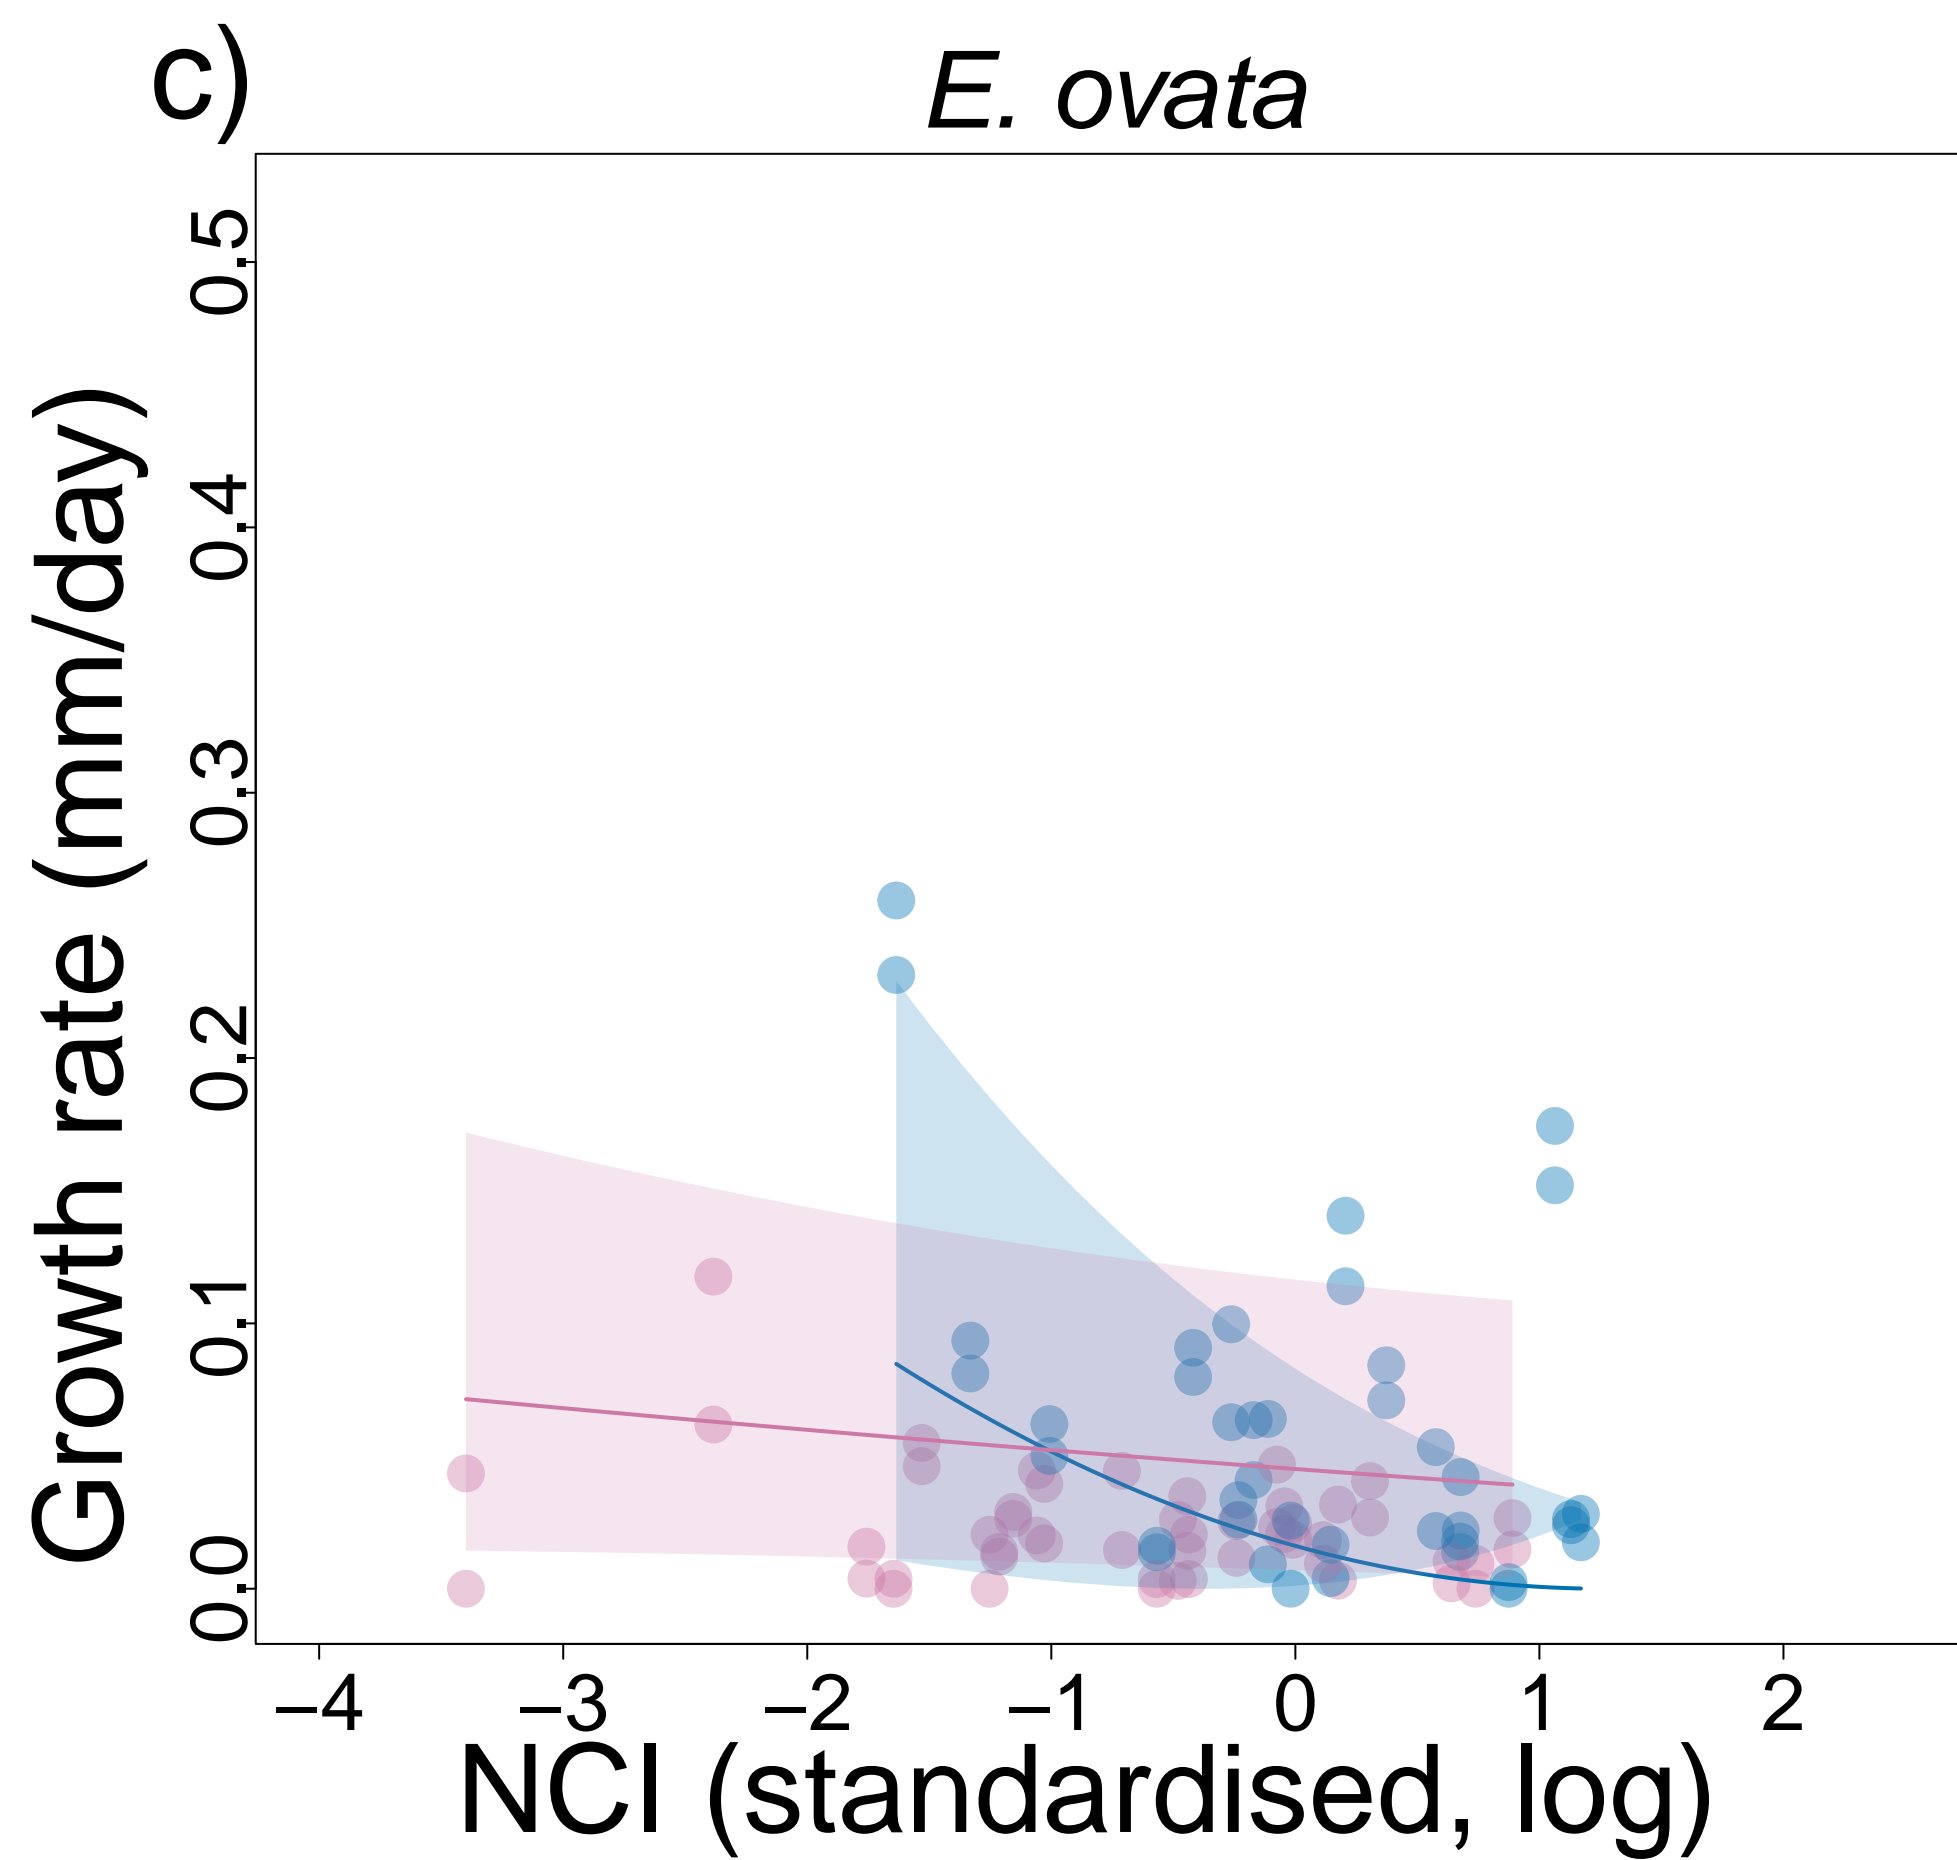 c)
E. ovata
Growth rate (mm/day)
0.5
0.4
0.3
0.2
0.1
0.0
−4 −3 −2 −1 0 1 2
NCI (standardised, log)